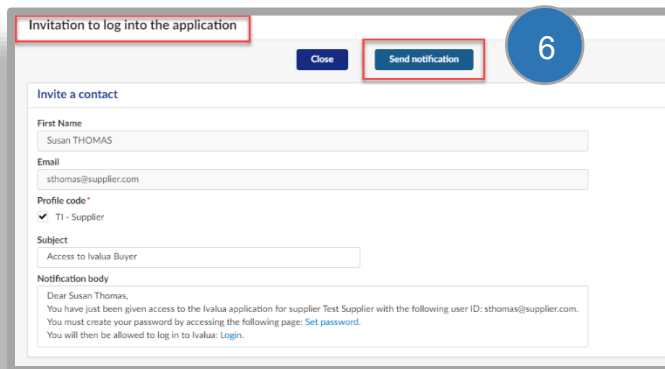 Invitation to log into the application
Close
Send notification
6
Invite a contact
First Name
Susan THOMAS
Email
sthomas@supplier.com
Profile code*
TI - Supplier
Subject
Access to Ivalua Buyer
Notification body
Dear Susan Thomas,
You have just been given access to the Ivalua application for supplier Test Supplier with the following user ID: sthomas@supplier.com.
You must create your password by accessing the following page: Set password.
You will then be allowed to log in to Ivalua: Login.